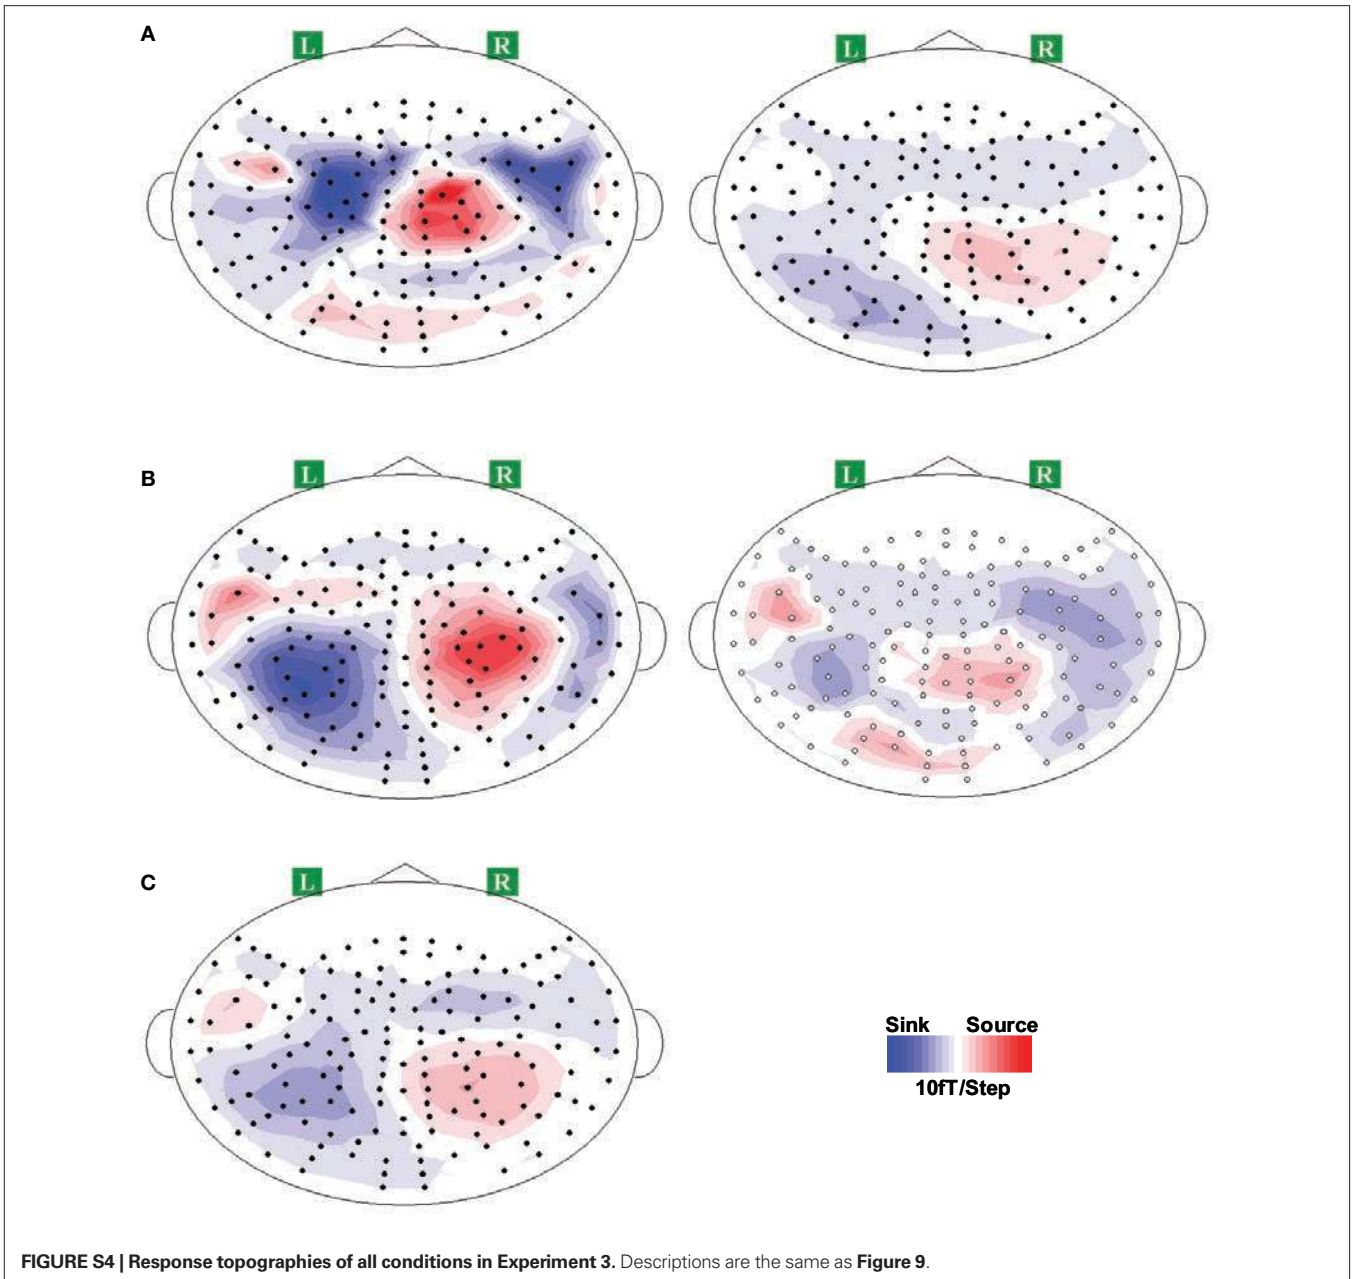 A
L R
L R
B
L R
L R
C
L R
Sink Source
10fT/Step
FIGURE S4 | Response topographies of all conditions in Experiment 3. Descriptions are the same as Figure 9.